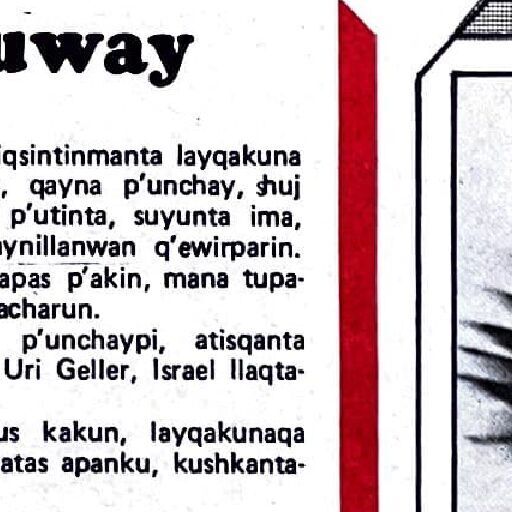 uway
iqsintinmanta layqakuna
, qayna p'unchay, shuj
p'utinta, suyunta ima,
aynillanwan q'ewirparin.
apas p'akin, mana tupa-
acharun.
p'unchaypi, atisqanta
Uri Geller, Israel llaqta-
us kakun, layqakunaqa
atas apanku, kushkanta-